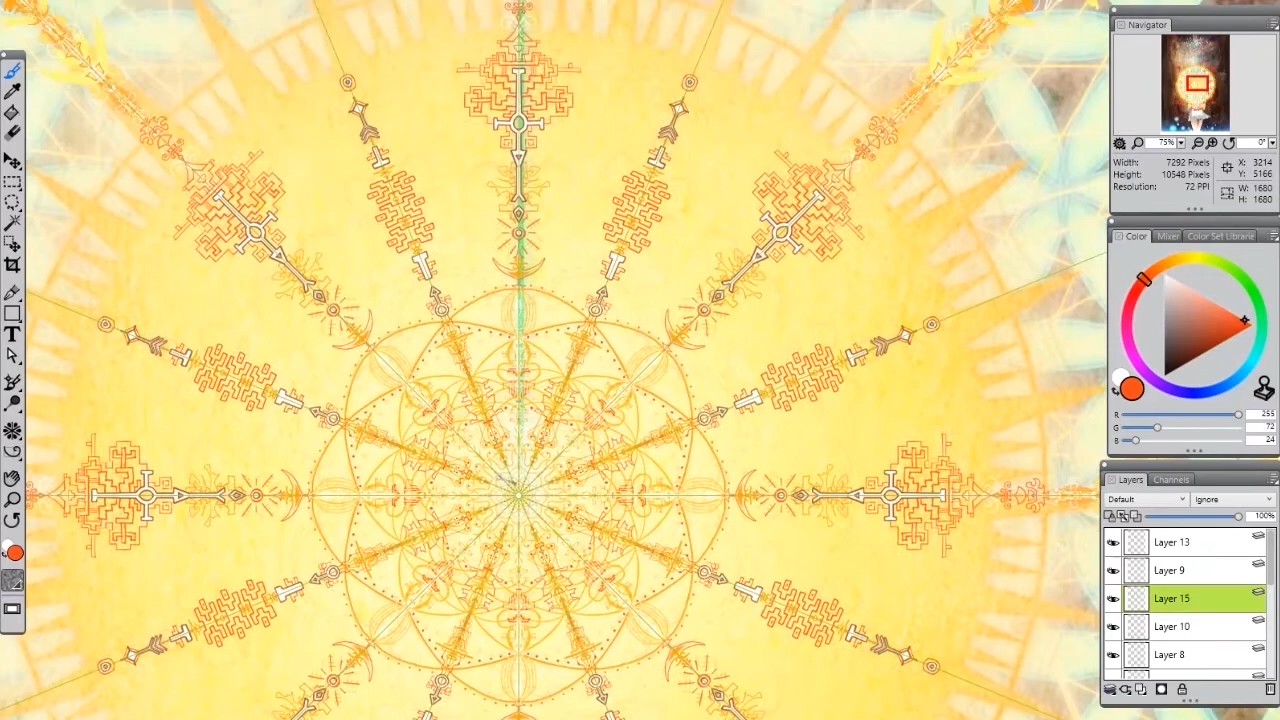 Navigator
75%
0°
Width: 7292 Pixels
Height: 10548 Pixels
Resolution: 72 PPI
X: 3214
Y: 5166
W: 1680
H: 1680
Color Mixer Color Set Librarie
R 255
G 72
B 24
Layers Channels
Default Ignore
100%
Layer 13
Layer 9
Layer 15
Layer 10
Layer 8
T